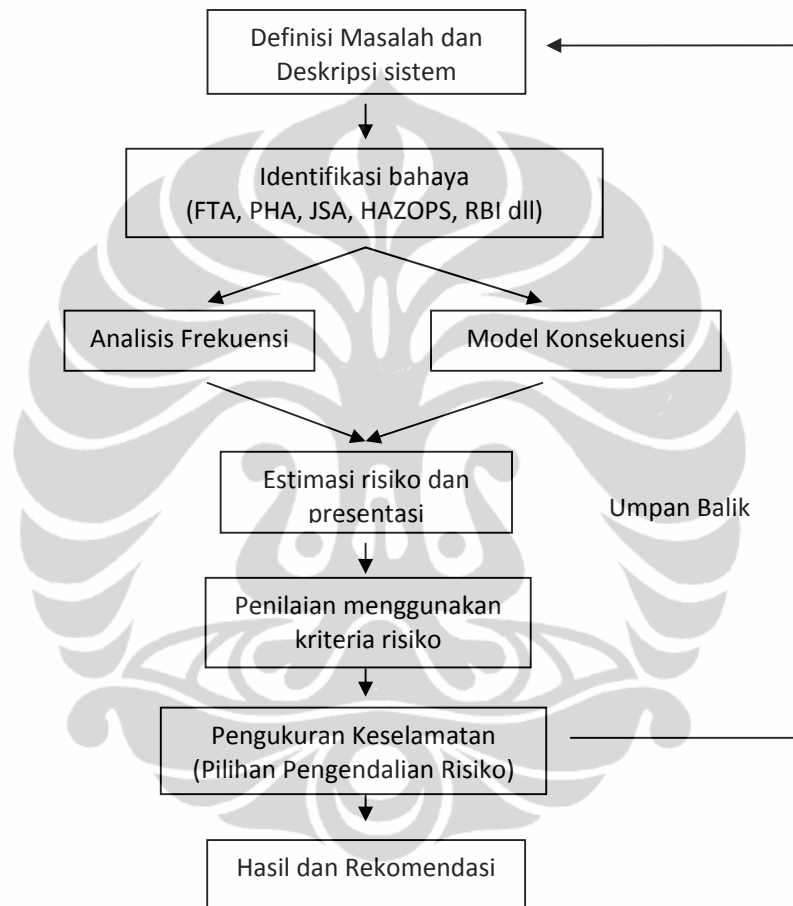 Definisi Masalah dan
Deskripsi sistem
Identifikasi bahaya
(FTA, PHA, JSA, HAZOPS, RBI dll)
Analisis Frekuensi
Model Konsekuensi
Estimasi risiko dan
presentasi
Umpan Balik
Penilaian menggunakan
kriteria risiko
Pengukuran Keselamatan
(Pilihan Pengendalian Risiko)
Hasil dan Rekomendasi